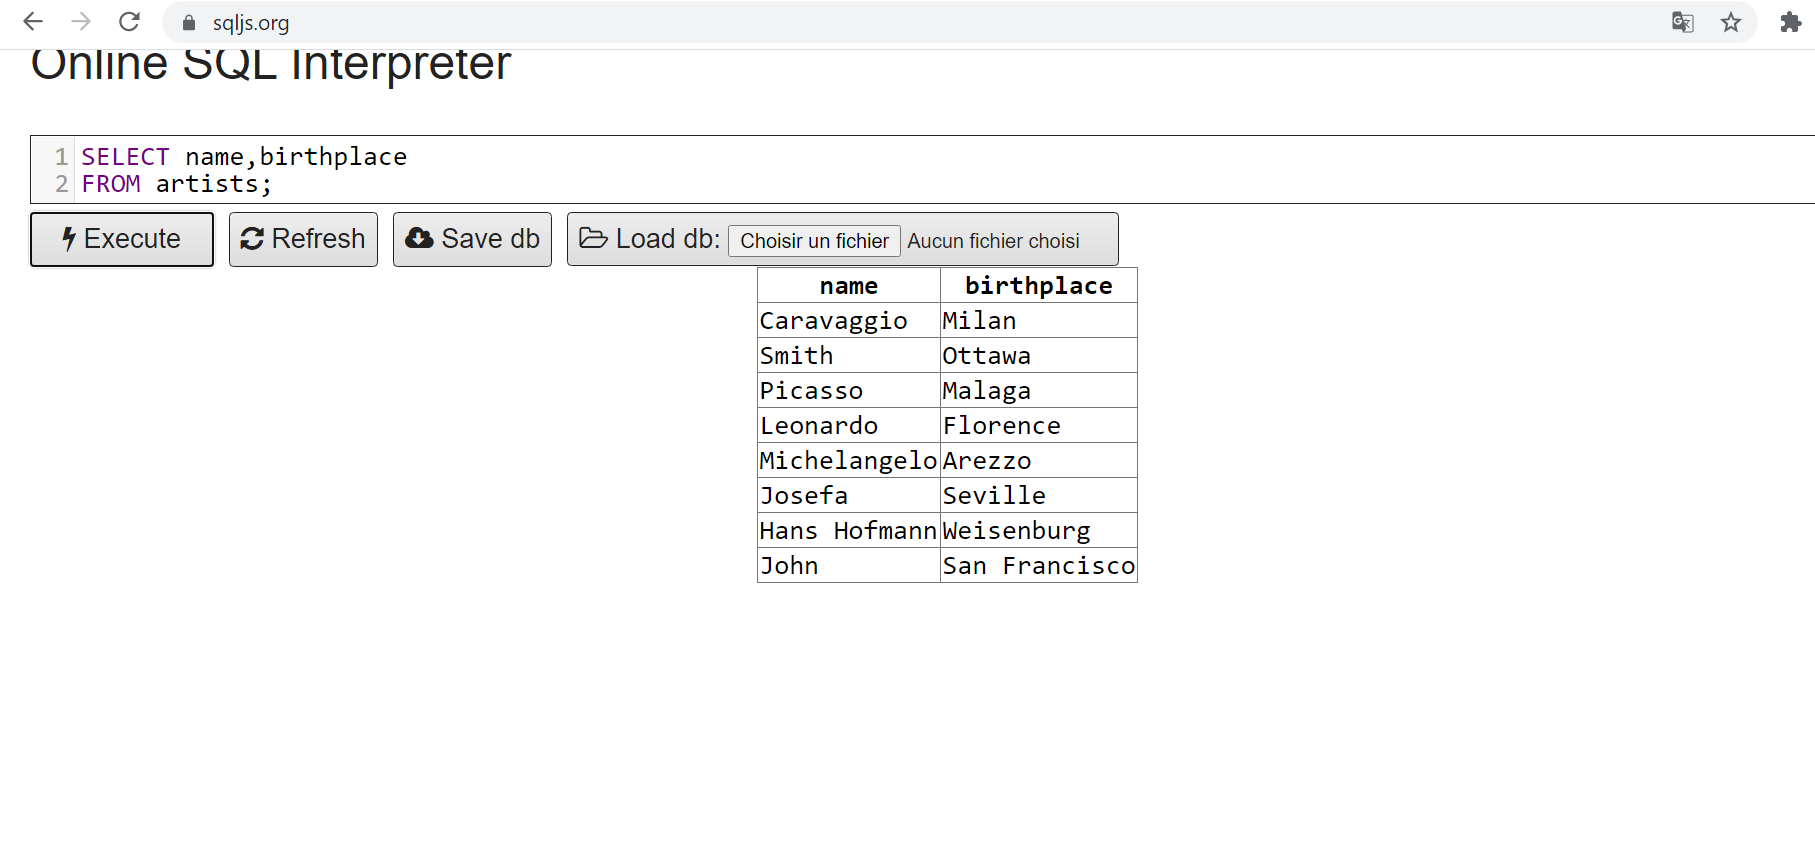 sqljs.org
Online SQL Interpreter
1 SELECT name,birthplace
2 FROM artists;
Execute Refresh Save db Load db: Choisir un fichier Aucun fichier choisi
name birthplace
Caravaggio Milan
Smith Ottawa
Picasso Malaga
Leonardo Florence
Michelangelo Arezzo
Josefa Seville
Hans Hofmann Weisenburg
John San Francisco